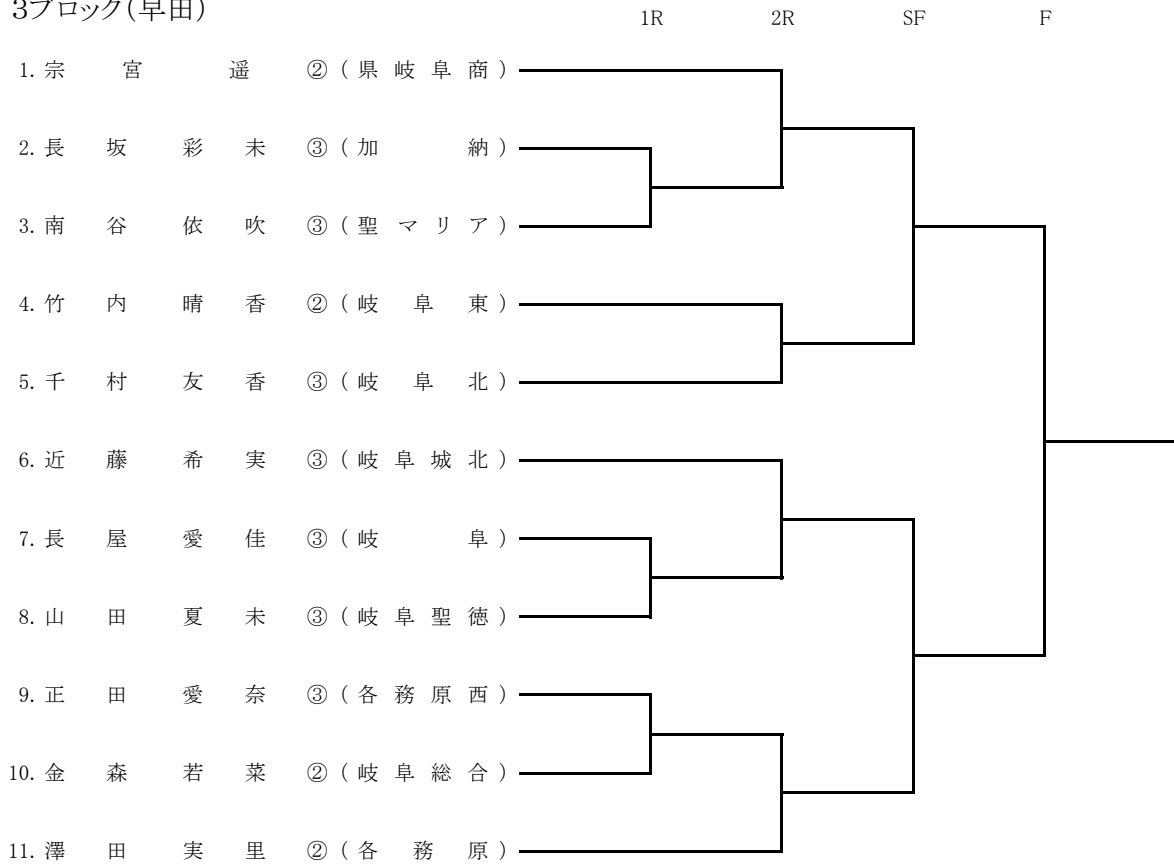 3ブロック(早田)
1R 2R SF F
1. 宗宮 遥 ② (県岐阜商)
2. 長坂彩未 ③ (加納)
3. 南谷依吹 ③ (聖マリア)
4. 竹内晴香 ② (岐阜東)
5. 千村友香 ③ (岐阜北)
6. 近藤希実 ③ (岐阜城北)
7. 長屋愛佳 ③ (岐阜)
8. 山田夏未 ③ (岐阜聖徳)
9. 正田愛奈 ③ (各務原西)
10. 金森若菜 ② (岐阜総合)
11. 澤田実里 ② (各務原)